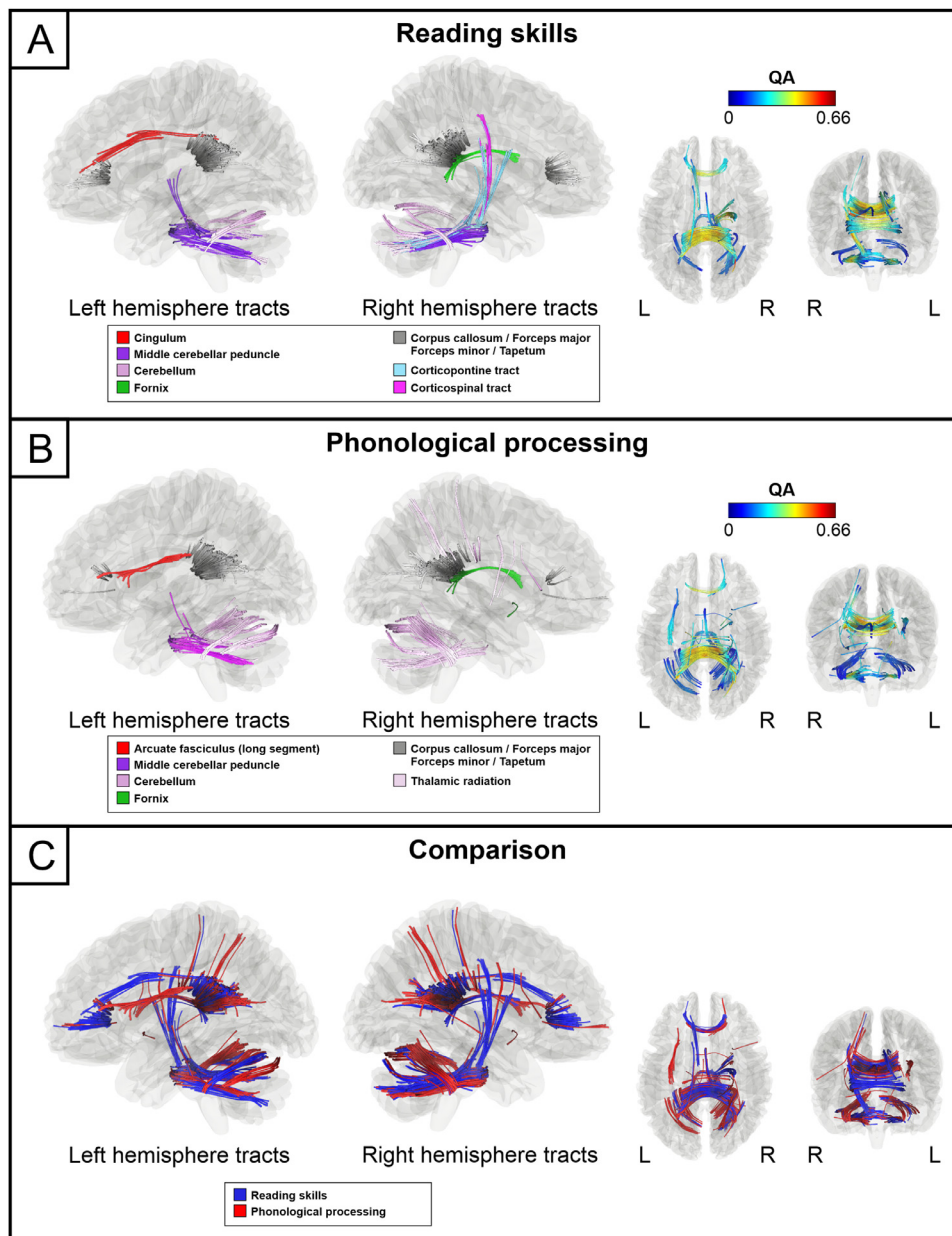 A
Reading skills
QA
0 0.66
Left hemisphere tracts
Right hemisphere tracts
L R R L
Cingulum
Middle cerebellar peduncle
Cerebellum
Fornix
Corpus callosum / Forceps major
Forceps minor / Tapetum
Corticopontine tract
Corticospinal tract
B
Phonological processing
QA
0 0.66
Left hemisphere tracts
Right hemisphere tracts
L R R L
Arcuate fasciculus (long segment)
Middle cerebellar peduncle
Cerebellum
Fornix
Corpus callosum / Forceps major
Forceps minor / Tapetum
Thalamic radiation
C
Comparison
Left hemisphere tracts
Right hemisphere tracts
L R R L
Reading skills
Phonological processing